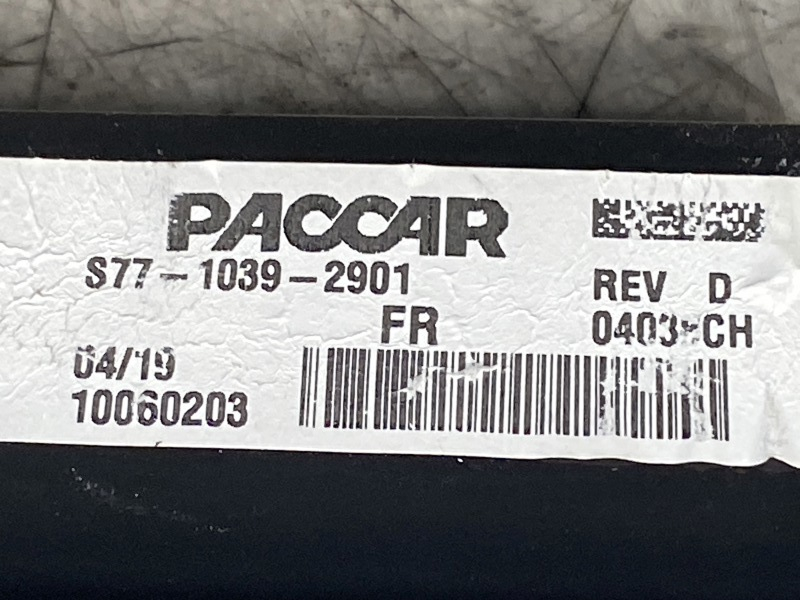 PACCAR
S77-1039-2901
REV D
FR
04/19
10060203